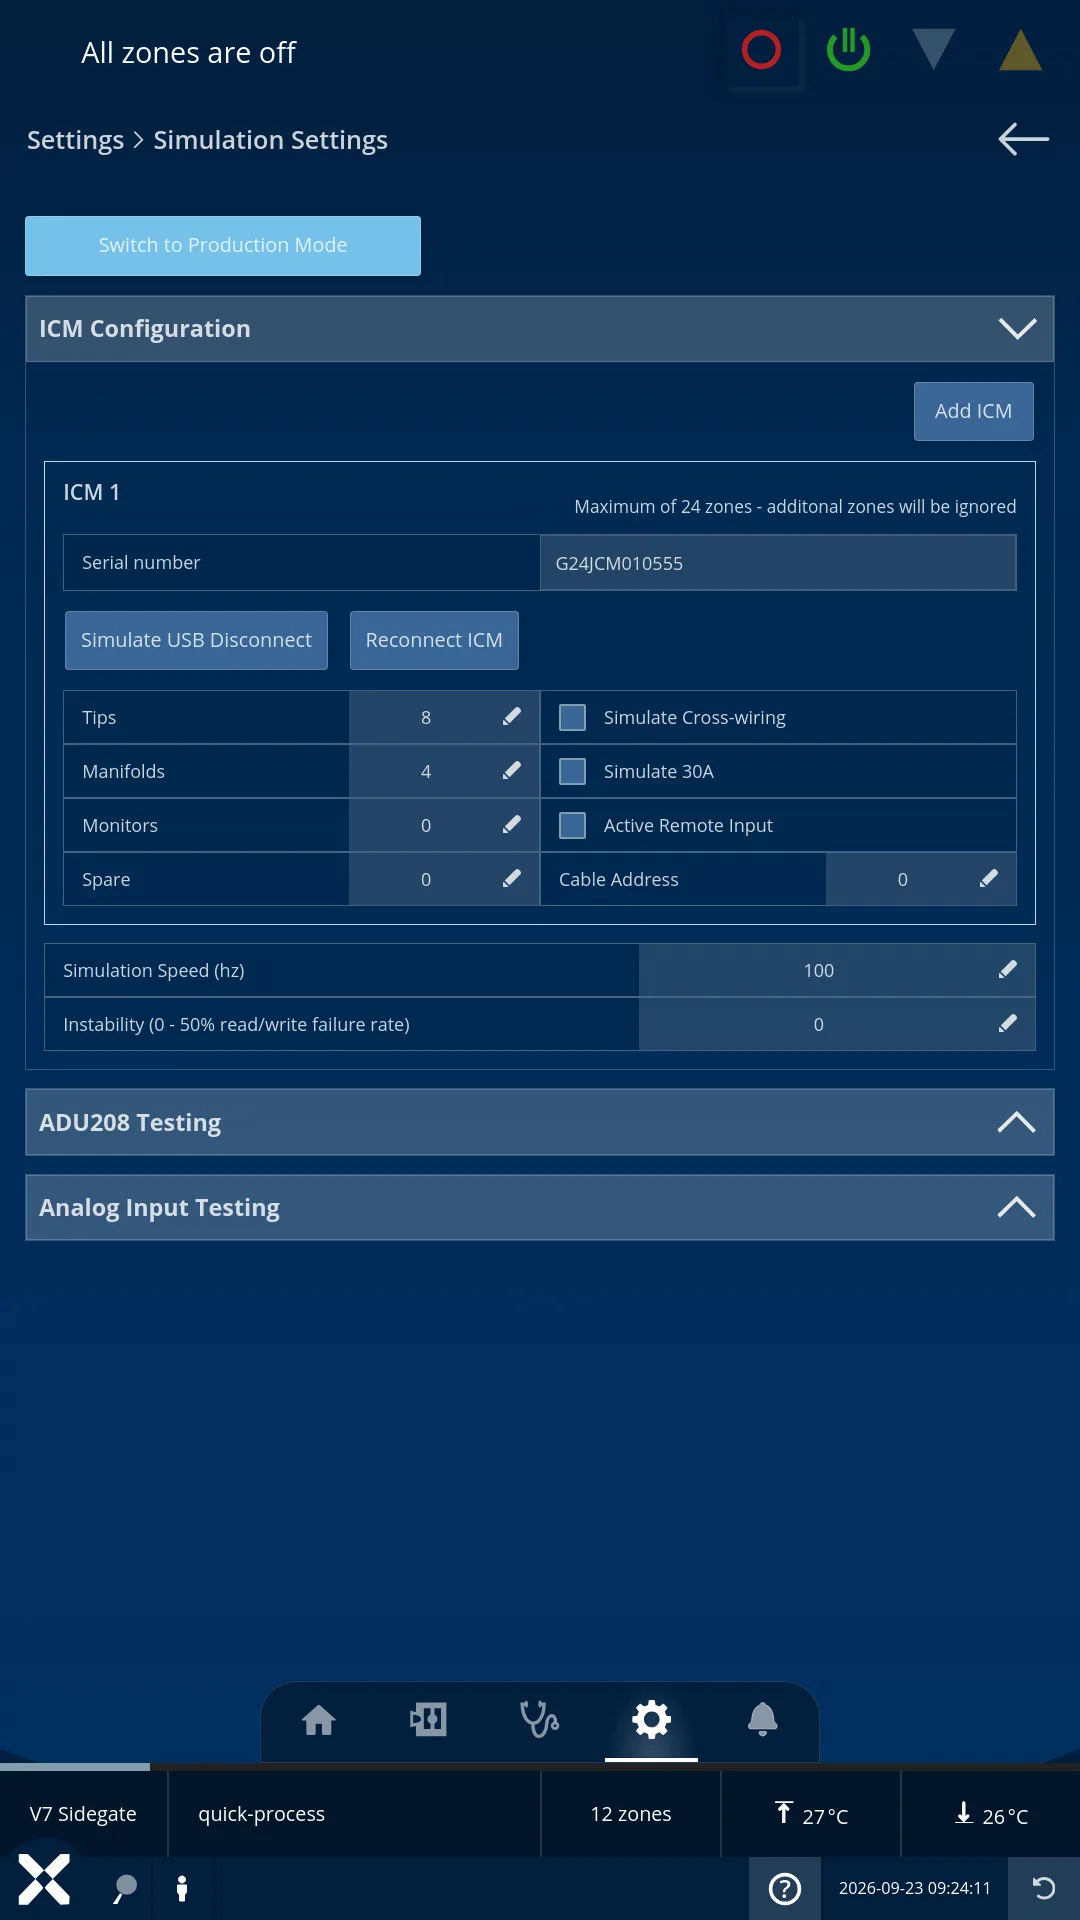 All zones are off
Settings > Simulation Settings
Switch to Production Mode
ICM Configuration
Add ICM
ICM 1
Maximum of 24 zones - additonal zones will be ignored
Serial number G24JCM010555
Simulate USB Disconnect Reconnect ICM
Tips 8 Simulate Cross-wiring
Manifolds 4 Simulate 30A
Monitors 0 Active Remote Input
Spare 0 Cable Address 0
Simulation Speed (hz) 100
Instability (0 - 50% read/write failure rate) 0
ADU208 Testing
Analog Input Testing
V7 Sidegate quick-process 12 zones 27°C 26°C
2026-09-23 09:24:11